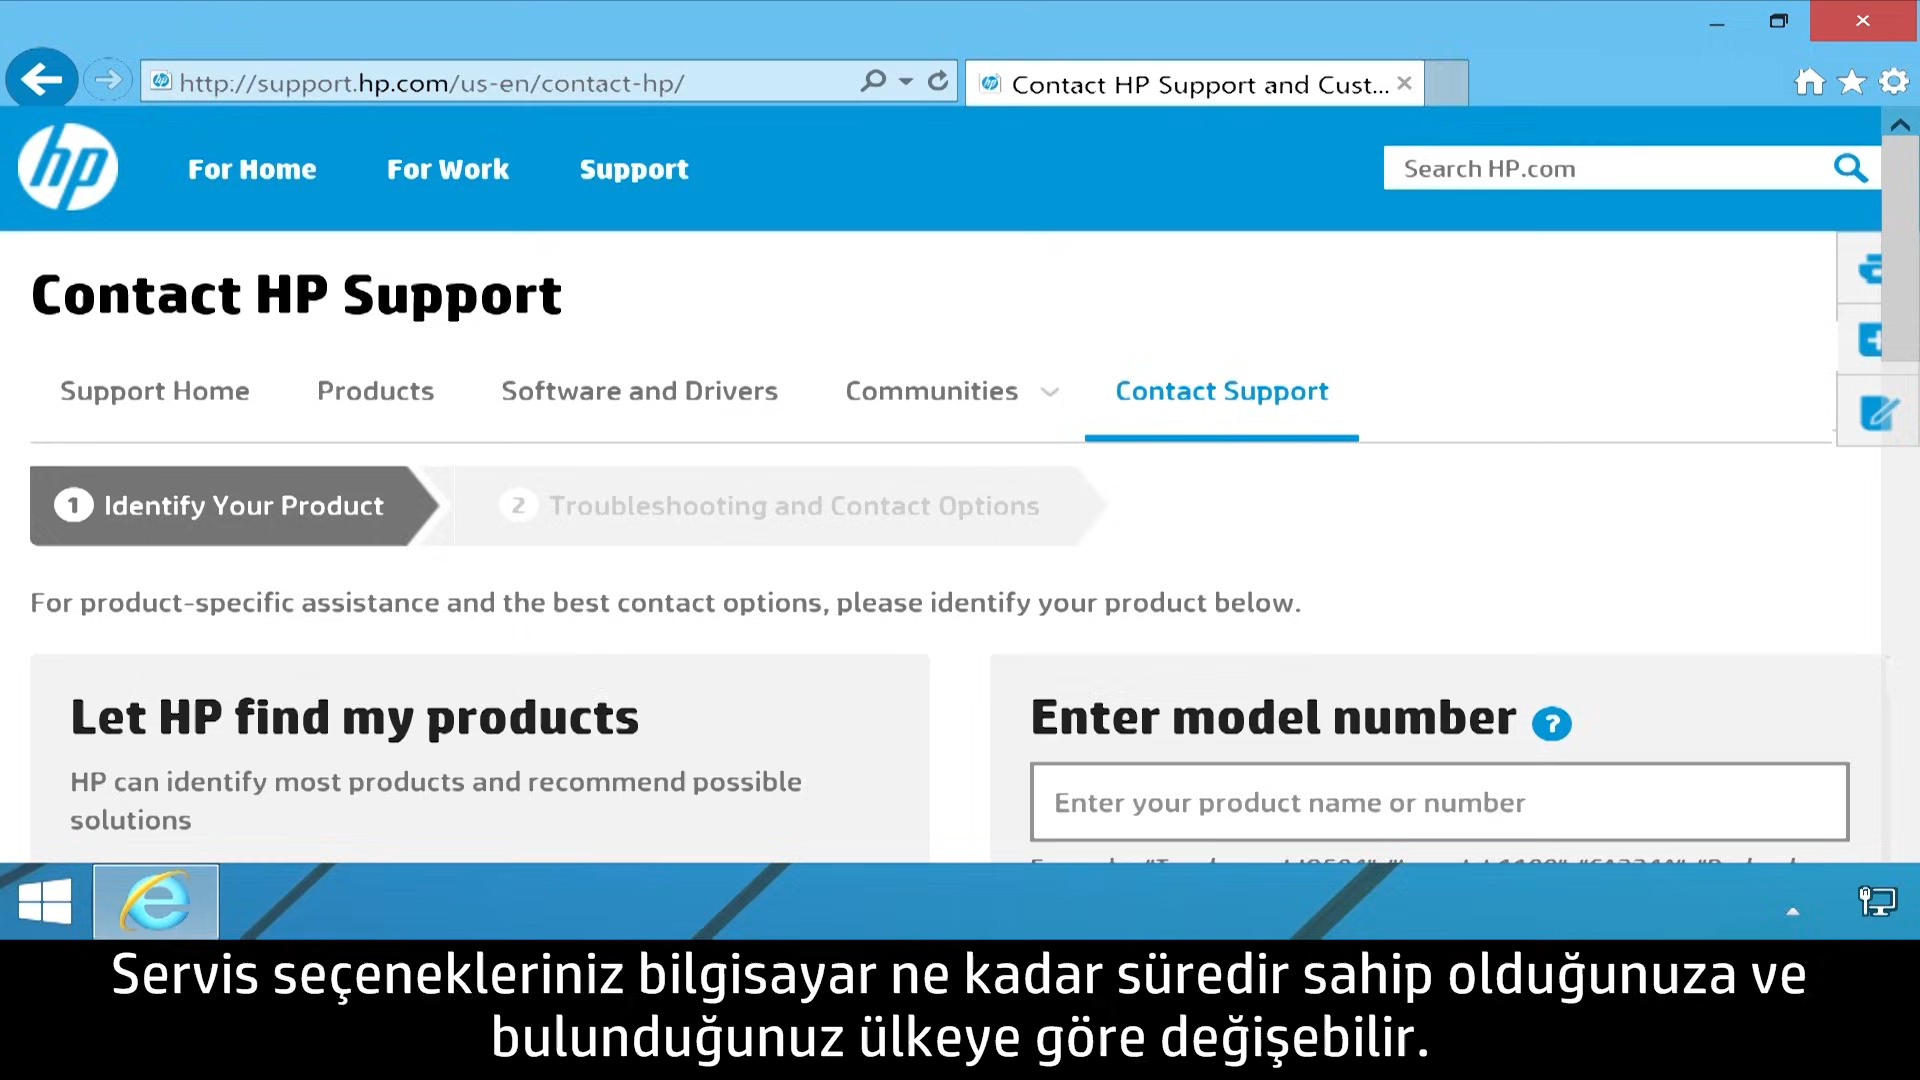 http://support.hp.com/us-en/contact-hp/
Contact HP Support and Cust...
hp
For Home
For Work
Support
Search HP.com
Contact HP Support
Support Home
Products
Software and Drivers
Communities
Contact Support
1 Identify Your Product
2 Troubleshooting and Contact Options
For product-specific assistance and the best contact options, please identify your product below.
Let HP find my products
HP can identify most products and recommend possible
solutions
Enter model number ?
Enter your product name or number
Servis seçenekleriniz bilgisayar ne kadar süredir sahip olduğunuza ve
bulunduğunuz ülkeye göre değişebilir.